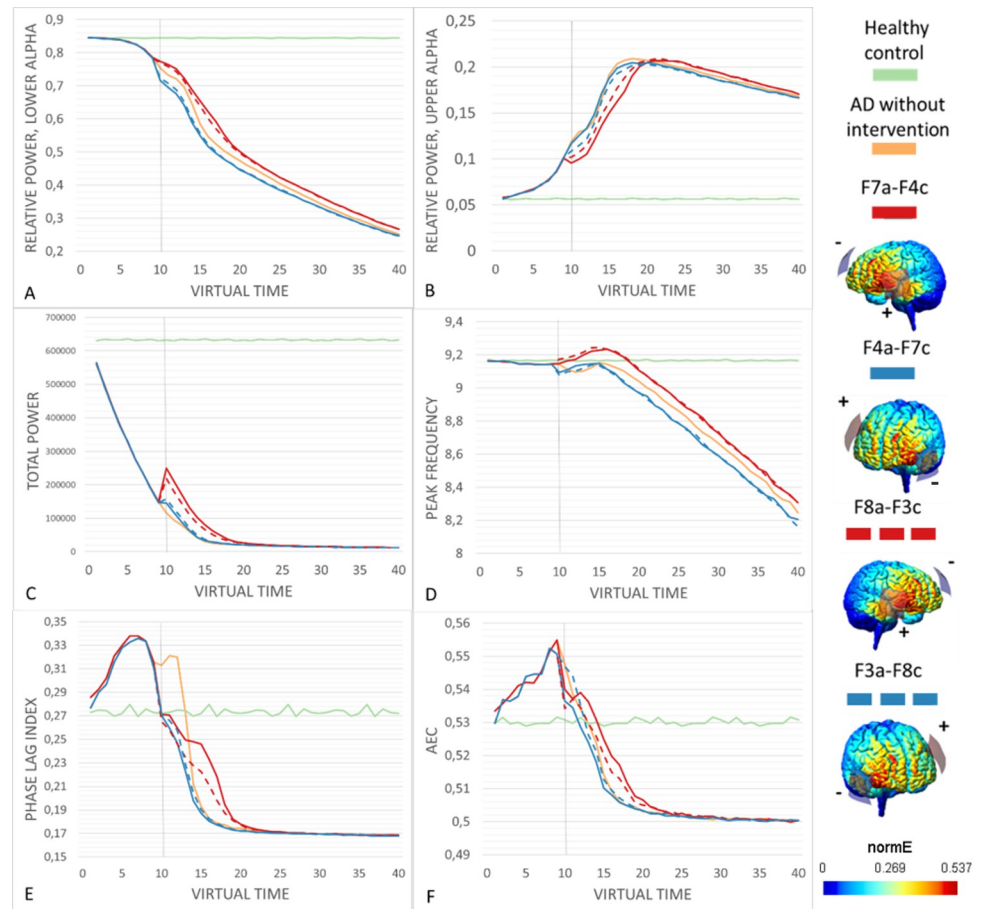 0,9
0,8
0,7
0,6
0,5
0,4
0,3
0,2
0 5 10 15 20 25 30 35 40
RELATIVE POWER, LOWER ALPHA
VIRTUAL TIME
A
0,25
0,2
0,15
0,1
0,05
0
0 5 10 15 20 25 30 35 40
RELATIVE POWER, UPPER ALPHA
VIRTUAL TIME
B
700000
600000
500000
400000
300000
200000
100000
0
0 5 10 15 20 25 30 35 40
TOTAL POWER
VIRTUAL TIME
C
9,4
9,2
9
8,8
8,6
8,4
8,2
8
0 5 10 15 20 25 30 35 40
PEAK FREQUENCY
VIRTUAL TIME
D
0,35
0,33
0,31
0,29
0,27
0,25
0,23
0,21
0,19
0,17
0,15
0 5 10 15 20 25 30 35 40
PHASE LAG INDEX
VIRTUAL TIME
E
0,56
0,55
0,54
0,53
0,52
0,51
0,5
0,49
0 5 10 15 20 25 30 35 40
AEC
VIRTUAL TIME
F
Healthy
control
AD without
intervention
F7a-F4c
-
+
F4a-F7c
+
-
F8a-F3c
-
+
F3a-F8c
+
-
normE
0 0.269 0.537